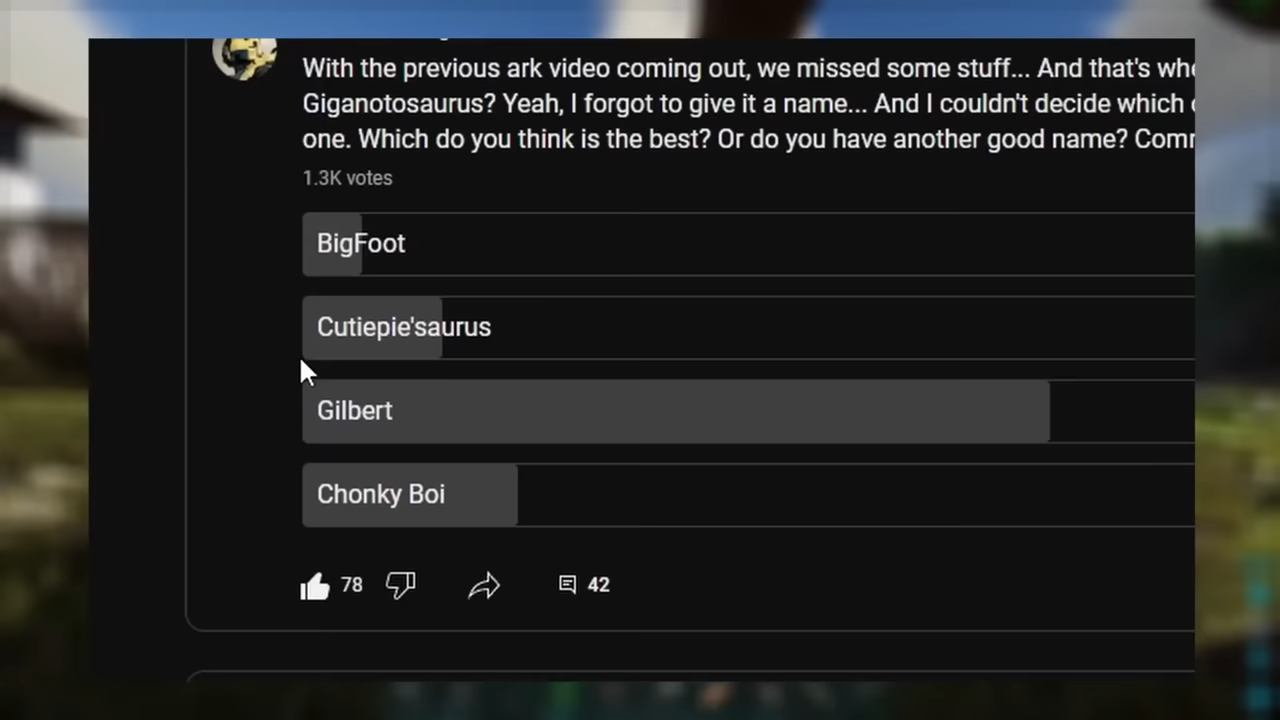 With the previous ark video coming out, we missed some stuff... And that's
Giganotosaurus? Yeah, I forgot to give it a name... And I couldn't decide which
one. Which do you think is the best? Or do you have another good name?
1.3K votes
BigFoot
Cutiepie'saurus
Gilbert
Chonky Boi
78
42